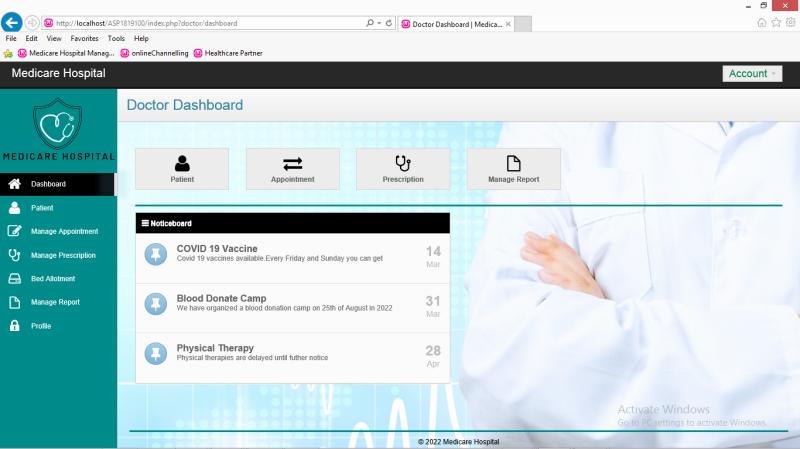 http://localhost/ASP1819100/index.php?doctor/dashboard
Doctor Dashboard | Medica...
File Edit View Favorites Tools Help
Medicare Hospital Manag... onlineChannelling Healthcare Partner
Medicare Hospital
Account
MEDICARE HOSPITAL
Doctor Dashboard
Dashboard
Patient
Manage Appointment
Manage Prescription
Bed Allotment
Manage Report
Profile
Patient
Appointment
Prescription
Manage Report
Noticeboard
COVID 19 Vaccine
Covid 19 vaccines available.Every Friday and Sunday you can get
14
Mar
Blood Donate Camp
We have organized a blood donation camp on 25th of August in 2022
31
Mar
Physical Therapy
Physical therapies are delayed until futher notice
28
Apr
Activate Windows
Go to PC settings to activate Windows.
© 2022 Medicare Hospital